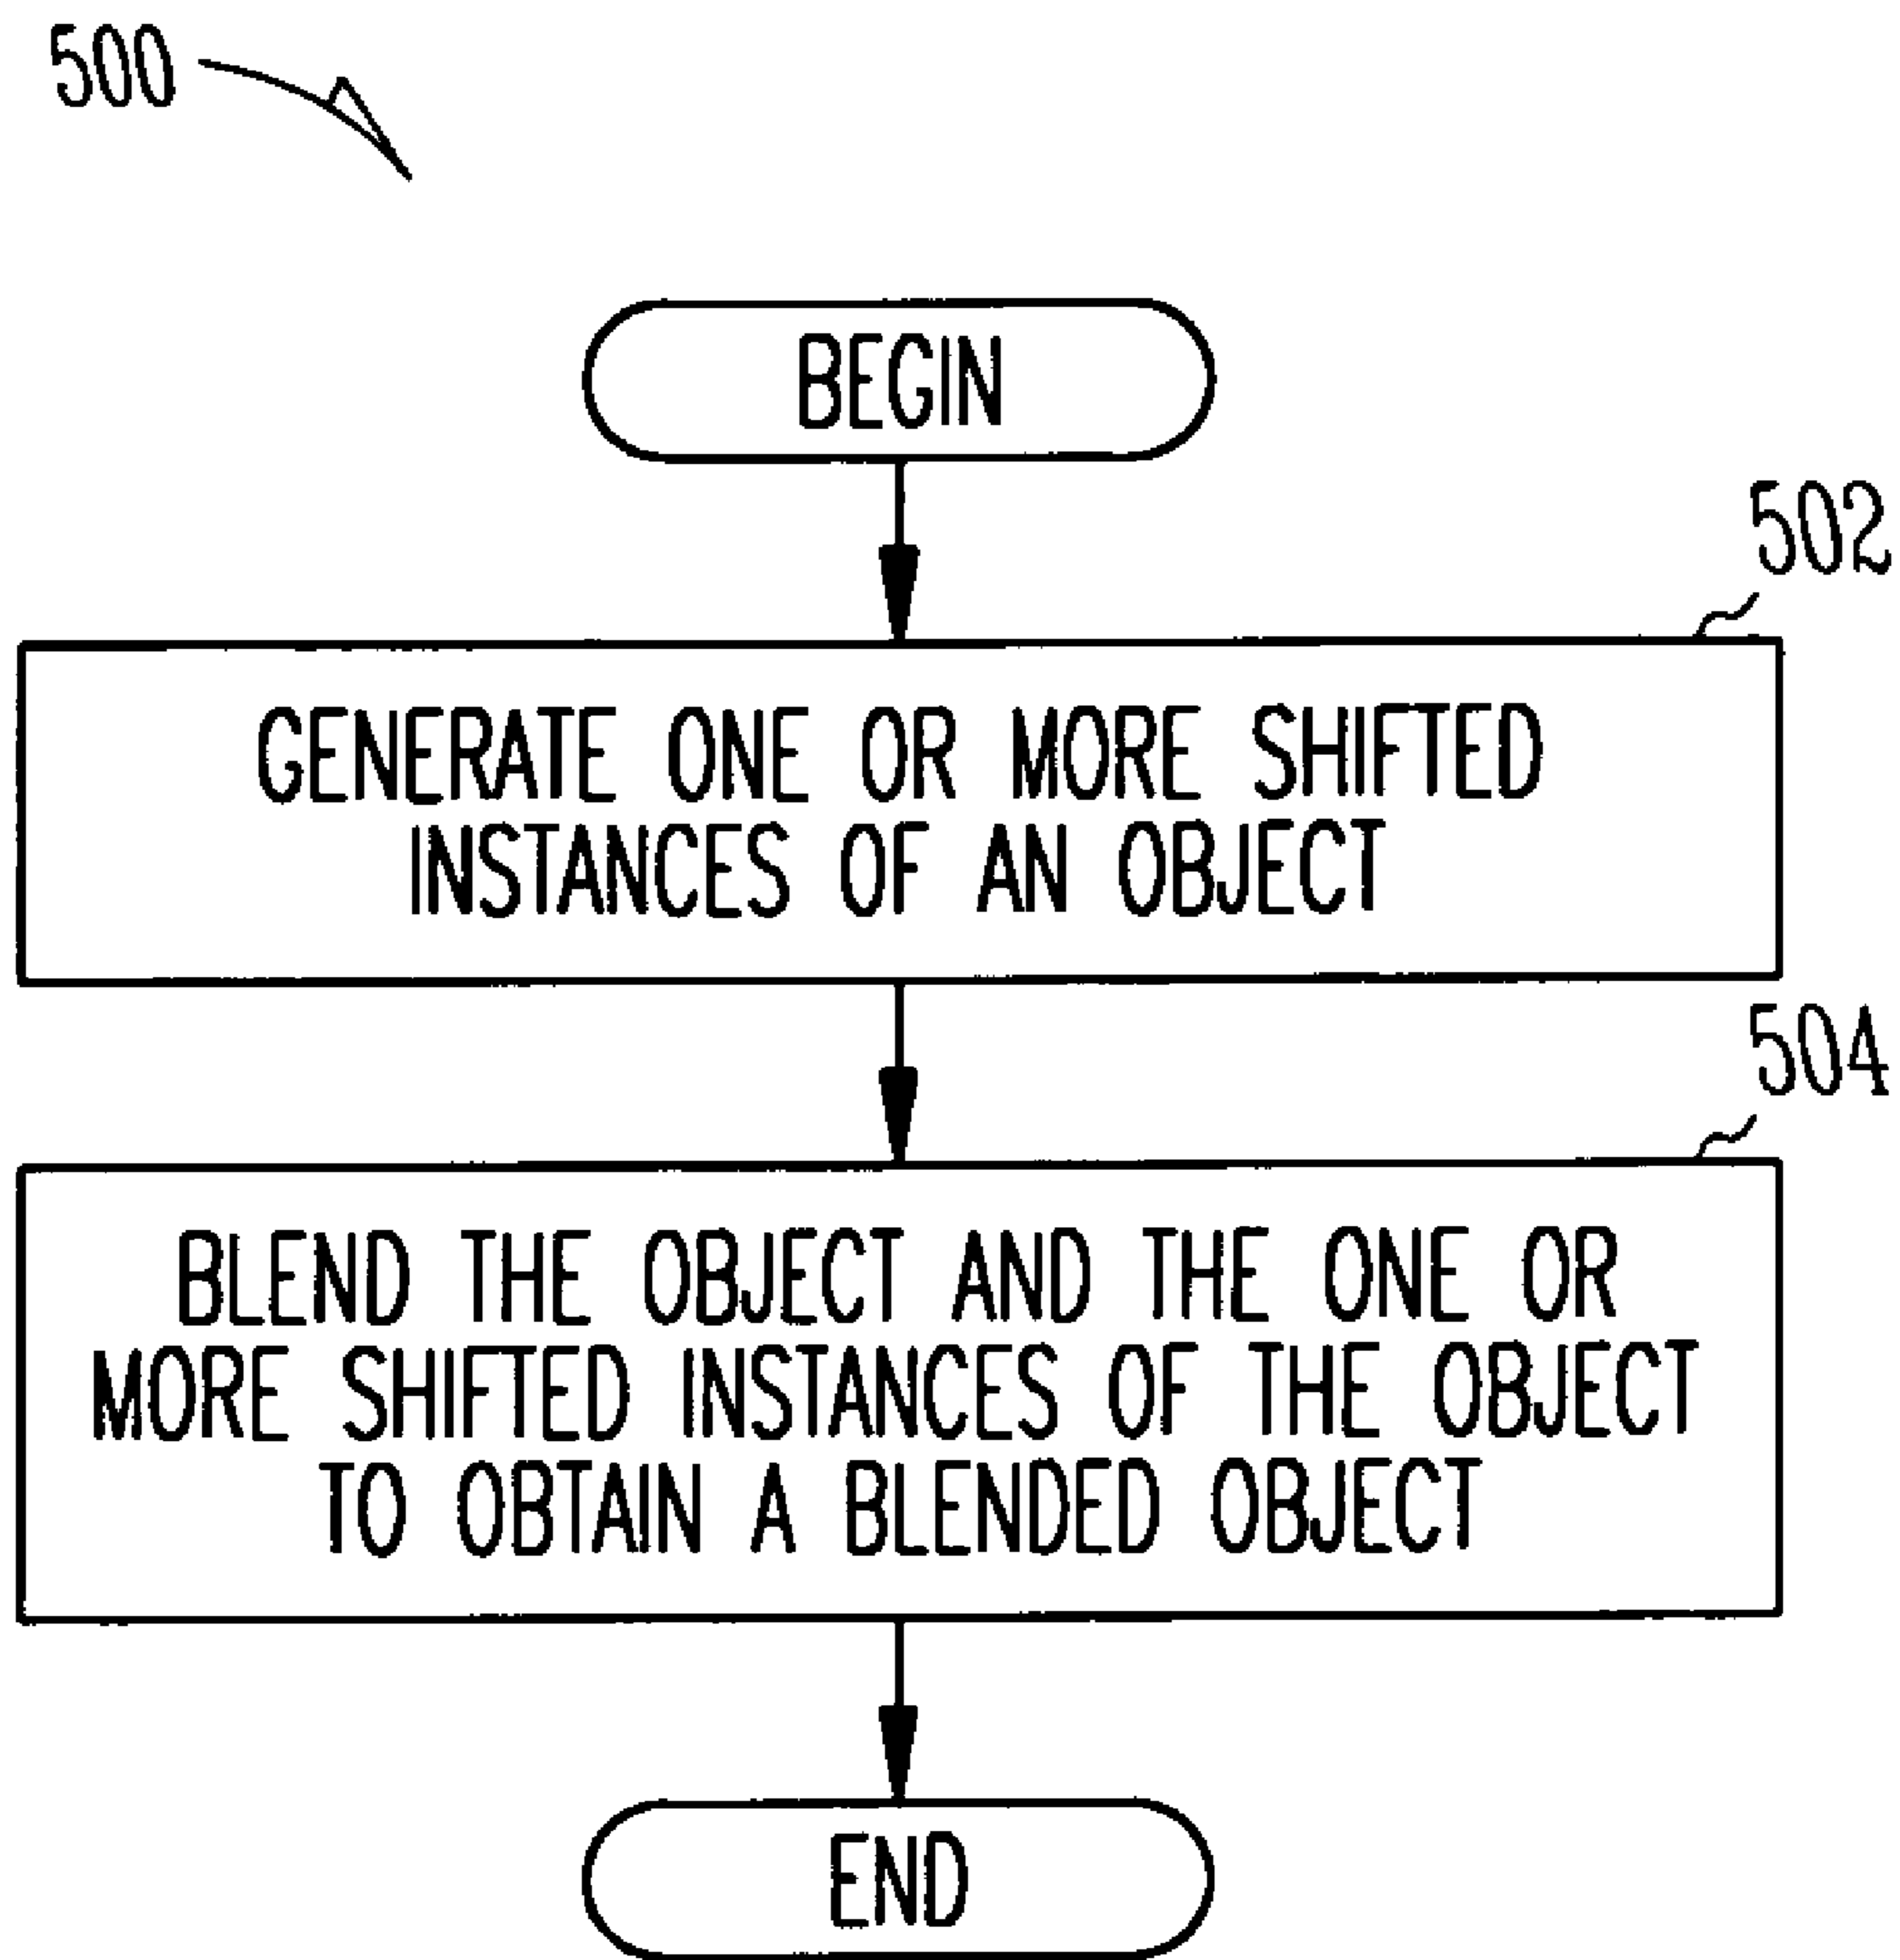 500
BEGIN
502
GENERATE ONE OR MORE SHIFTED
INSTANCES OF AN OBJECT
504
BLEND THE OBJECT AND THE ONE OR
MORE SHIFTED INSTANCES OF THE OBJECT
TO OBTAIN A BLENDED OBJECT
END